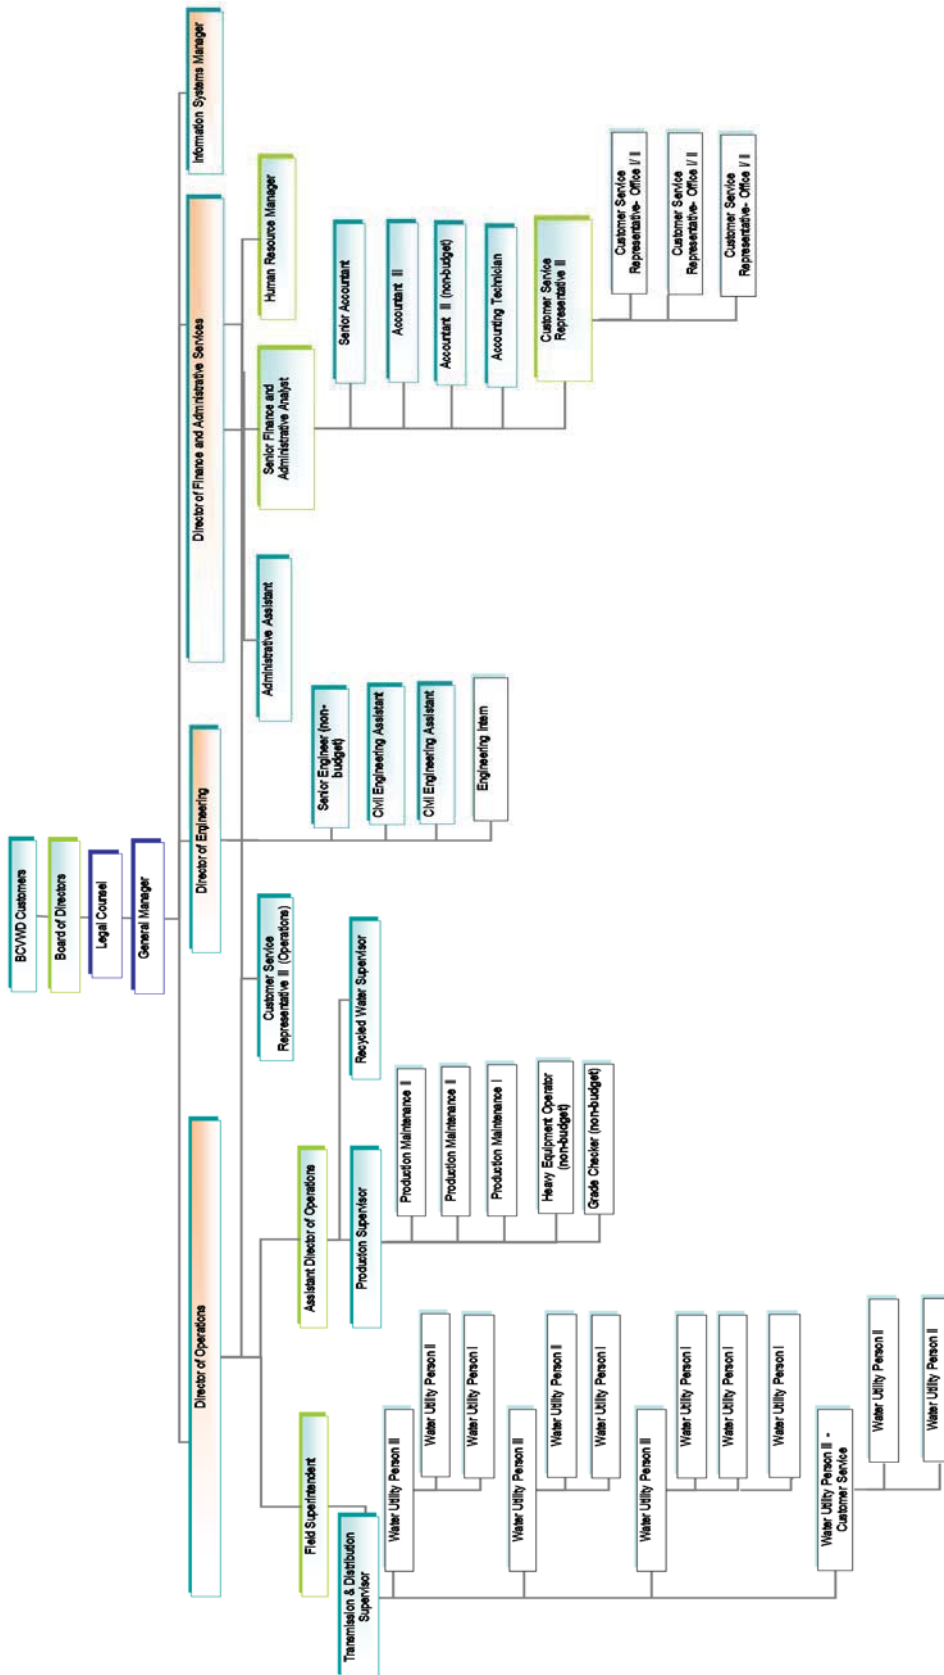 BCVWD Customers
Board of Directors
Legal Counsel
General Manager
Director of Operations
Director of Engineering
Director of Finance and Administrative Services
Information Systems Manager
Customer Service
Representative III (Operations)
Administrative Assistant
Senior Finance and
Administrative Analyst
Human Resource Manager
Field Superintendent
Assistant Director of Operations
Transmission & Distribution
Supervisor
Production Supervisor
Recycled Water Supervisor
Water Utility Person III
Water Utility Person II
Water Utility Person I
Water Utility Person III
Water Utility Person II
Water Utility Person I
Water Utility Person III
Water Utility Person I
Water Utility Person I
Water Utility Person I
Water Utility Person III -
Customer Service
Water Utility Person II
Water Utility Person II
Production Maintenance II
Production Maintenance II
Production Maintenance I
Heavy Equipment Operator
(non-budget)
Grade Checker (non-budget)
Senior Engineer (non-
budget)
Civil Engineering Assistant
Civil Engineering Assistant
Engineering Intern
Senior Accountant
Accountant III
Accountant III (non-budget)
Accounting Technician
Customer Service
Representative III
Customer Service
Representative- Office I/ II
Customer Service
Representative- Office I/ II
Customer Service
Representative- Office I/ II